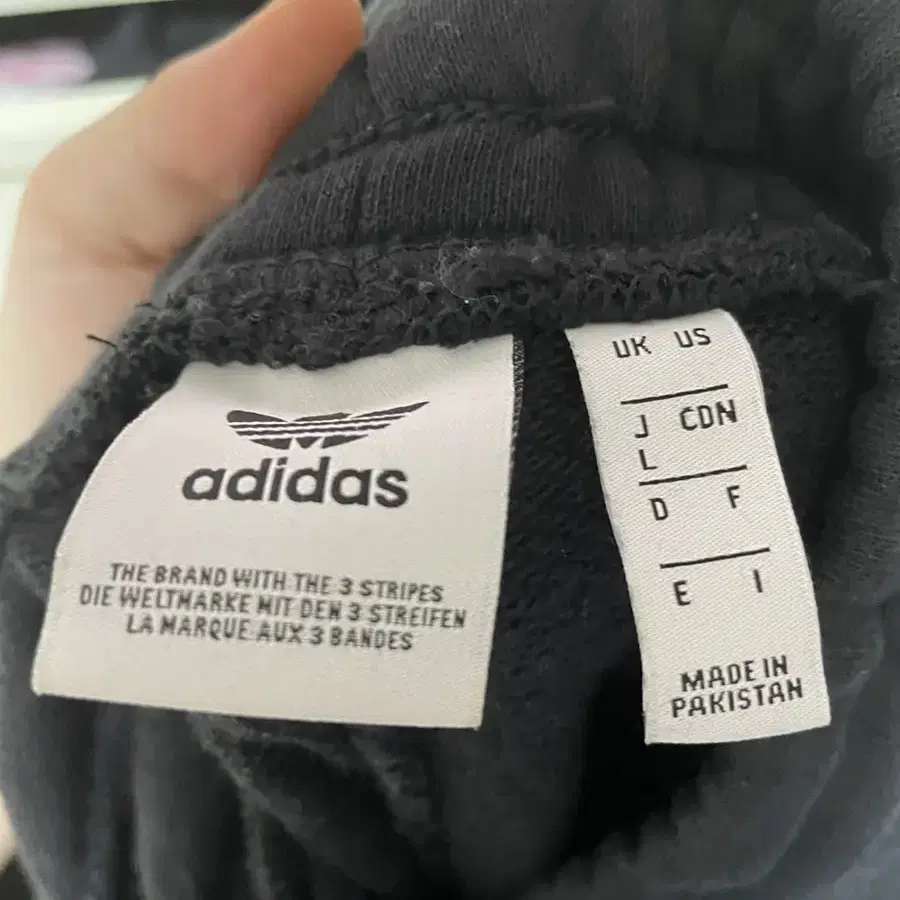 adidas
THE BRAND WITH THE 3 STRIPES
DIE WELTMARKE MIT DEN 3 STREIFEN
LA MARQUE AUX 3 BANDES
UK US
J CDN
L
D F
E I
MADE IN
PAKISTAN